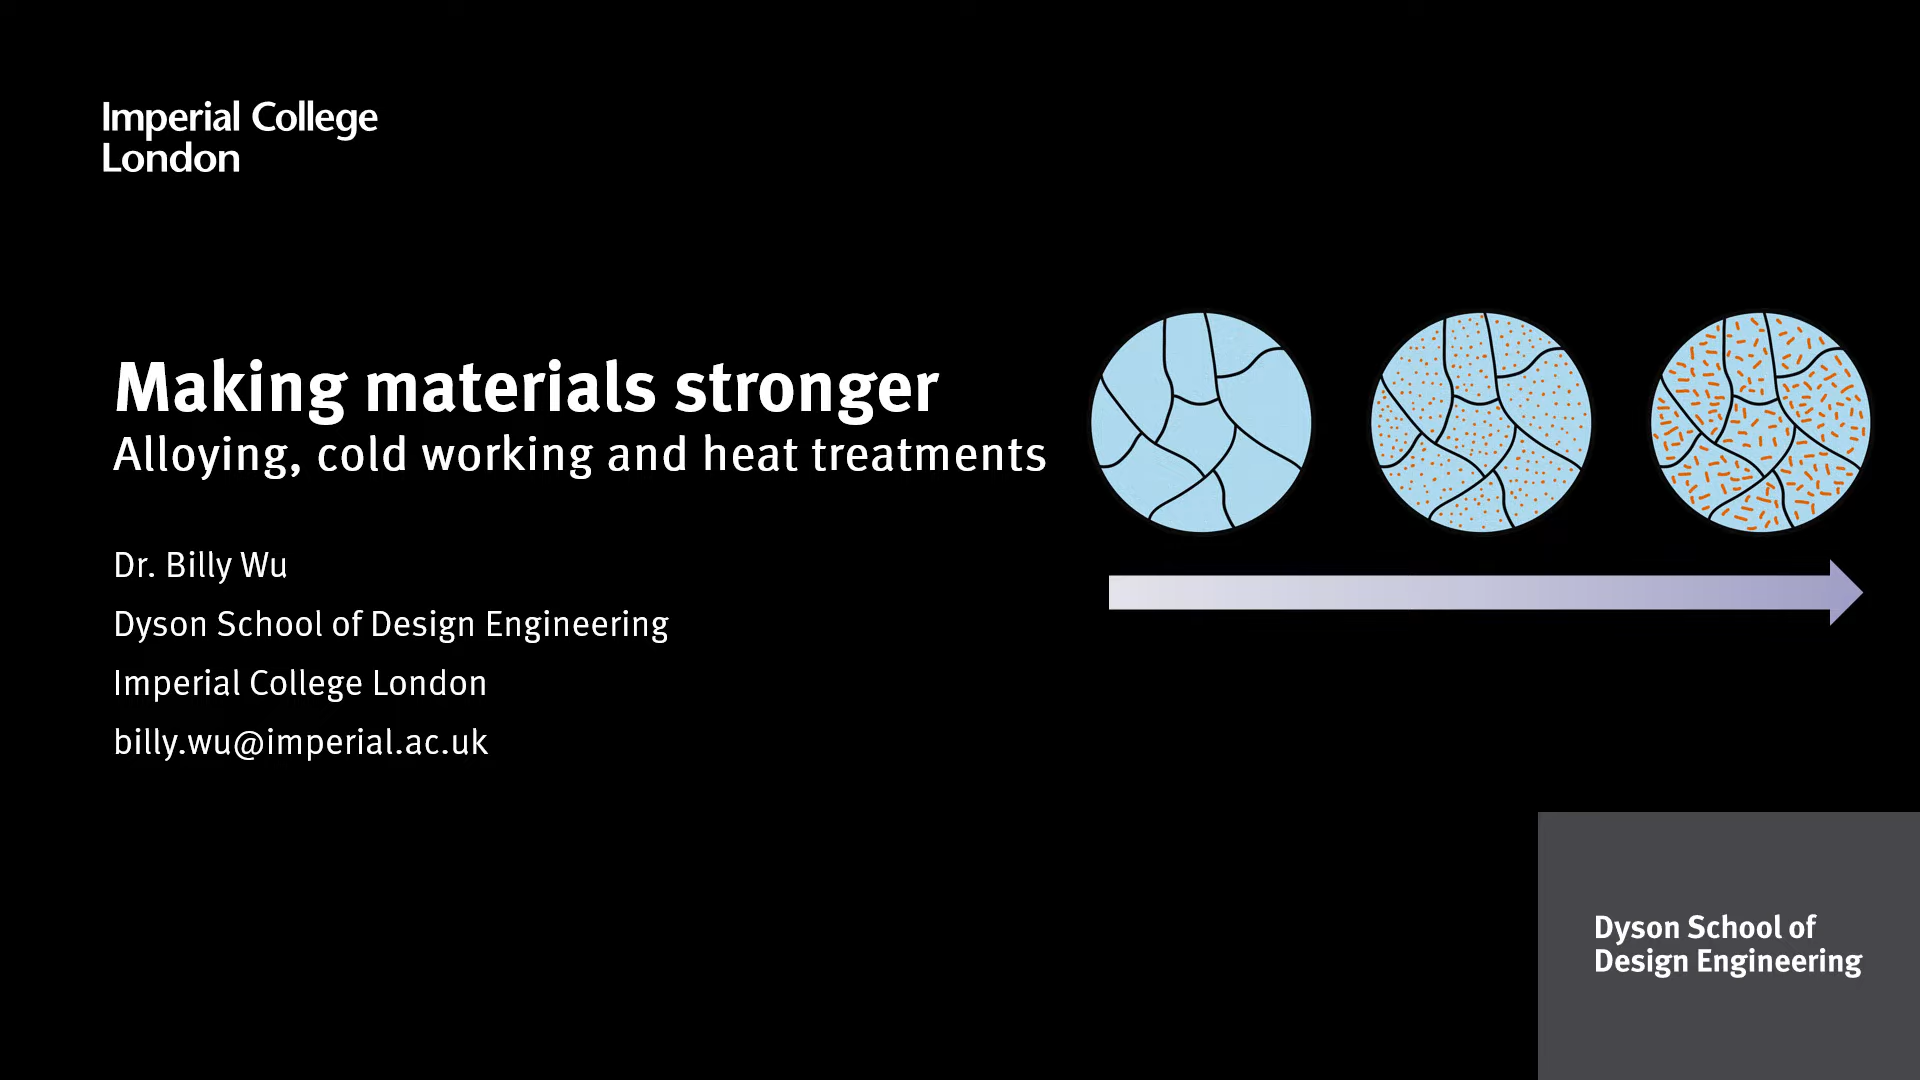 Imperial College
London
Making materials stronger
Alloying, cold working and heat treatments
Dr. Billy Wu
Dyson School of Design Engineering
Imperial College London
billy.wu@imperial.ac.uk
Dyson School of
Design Engineering